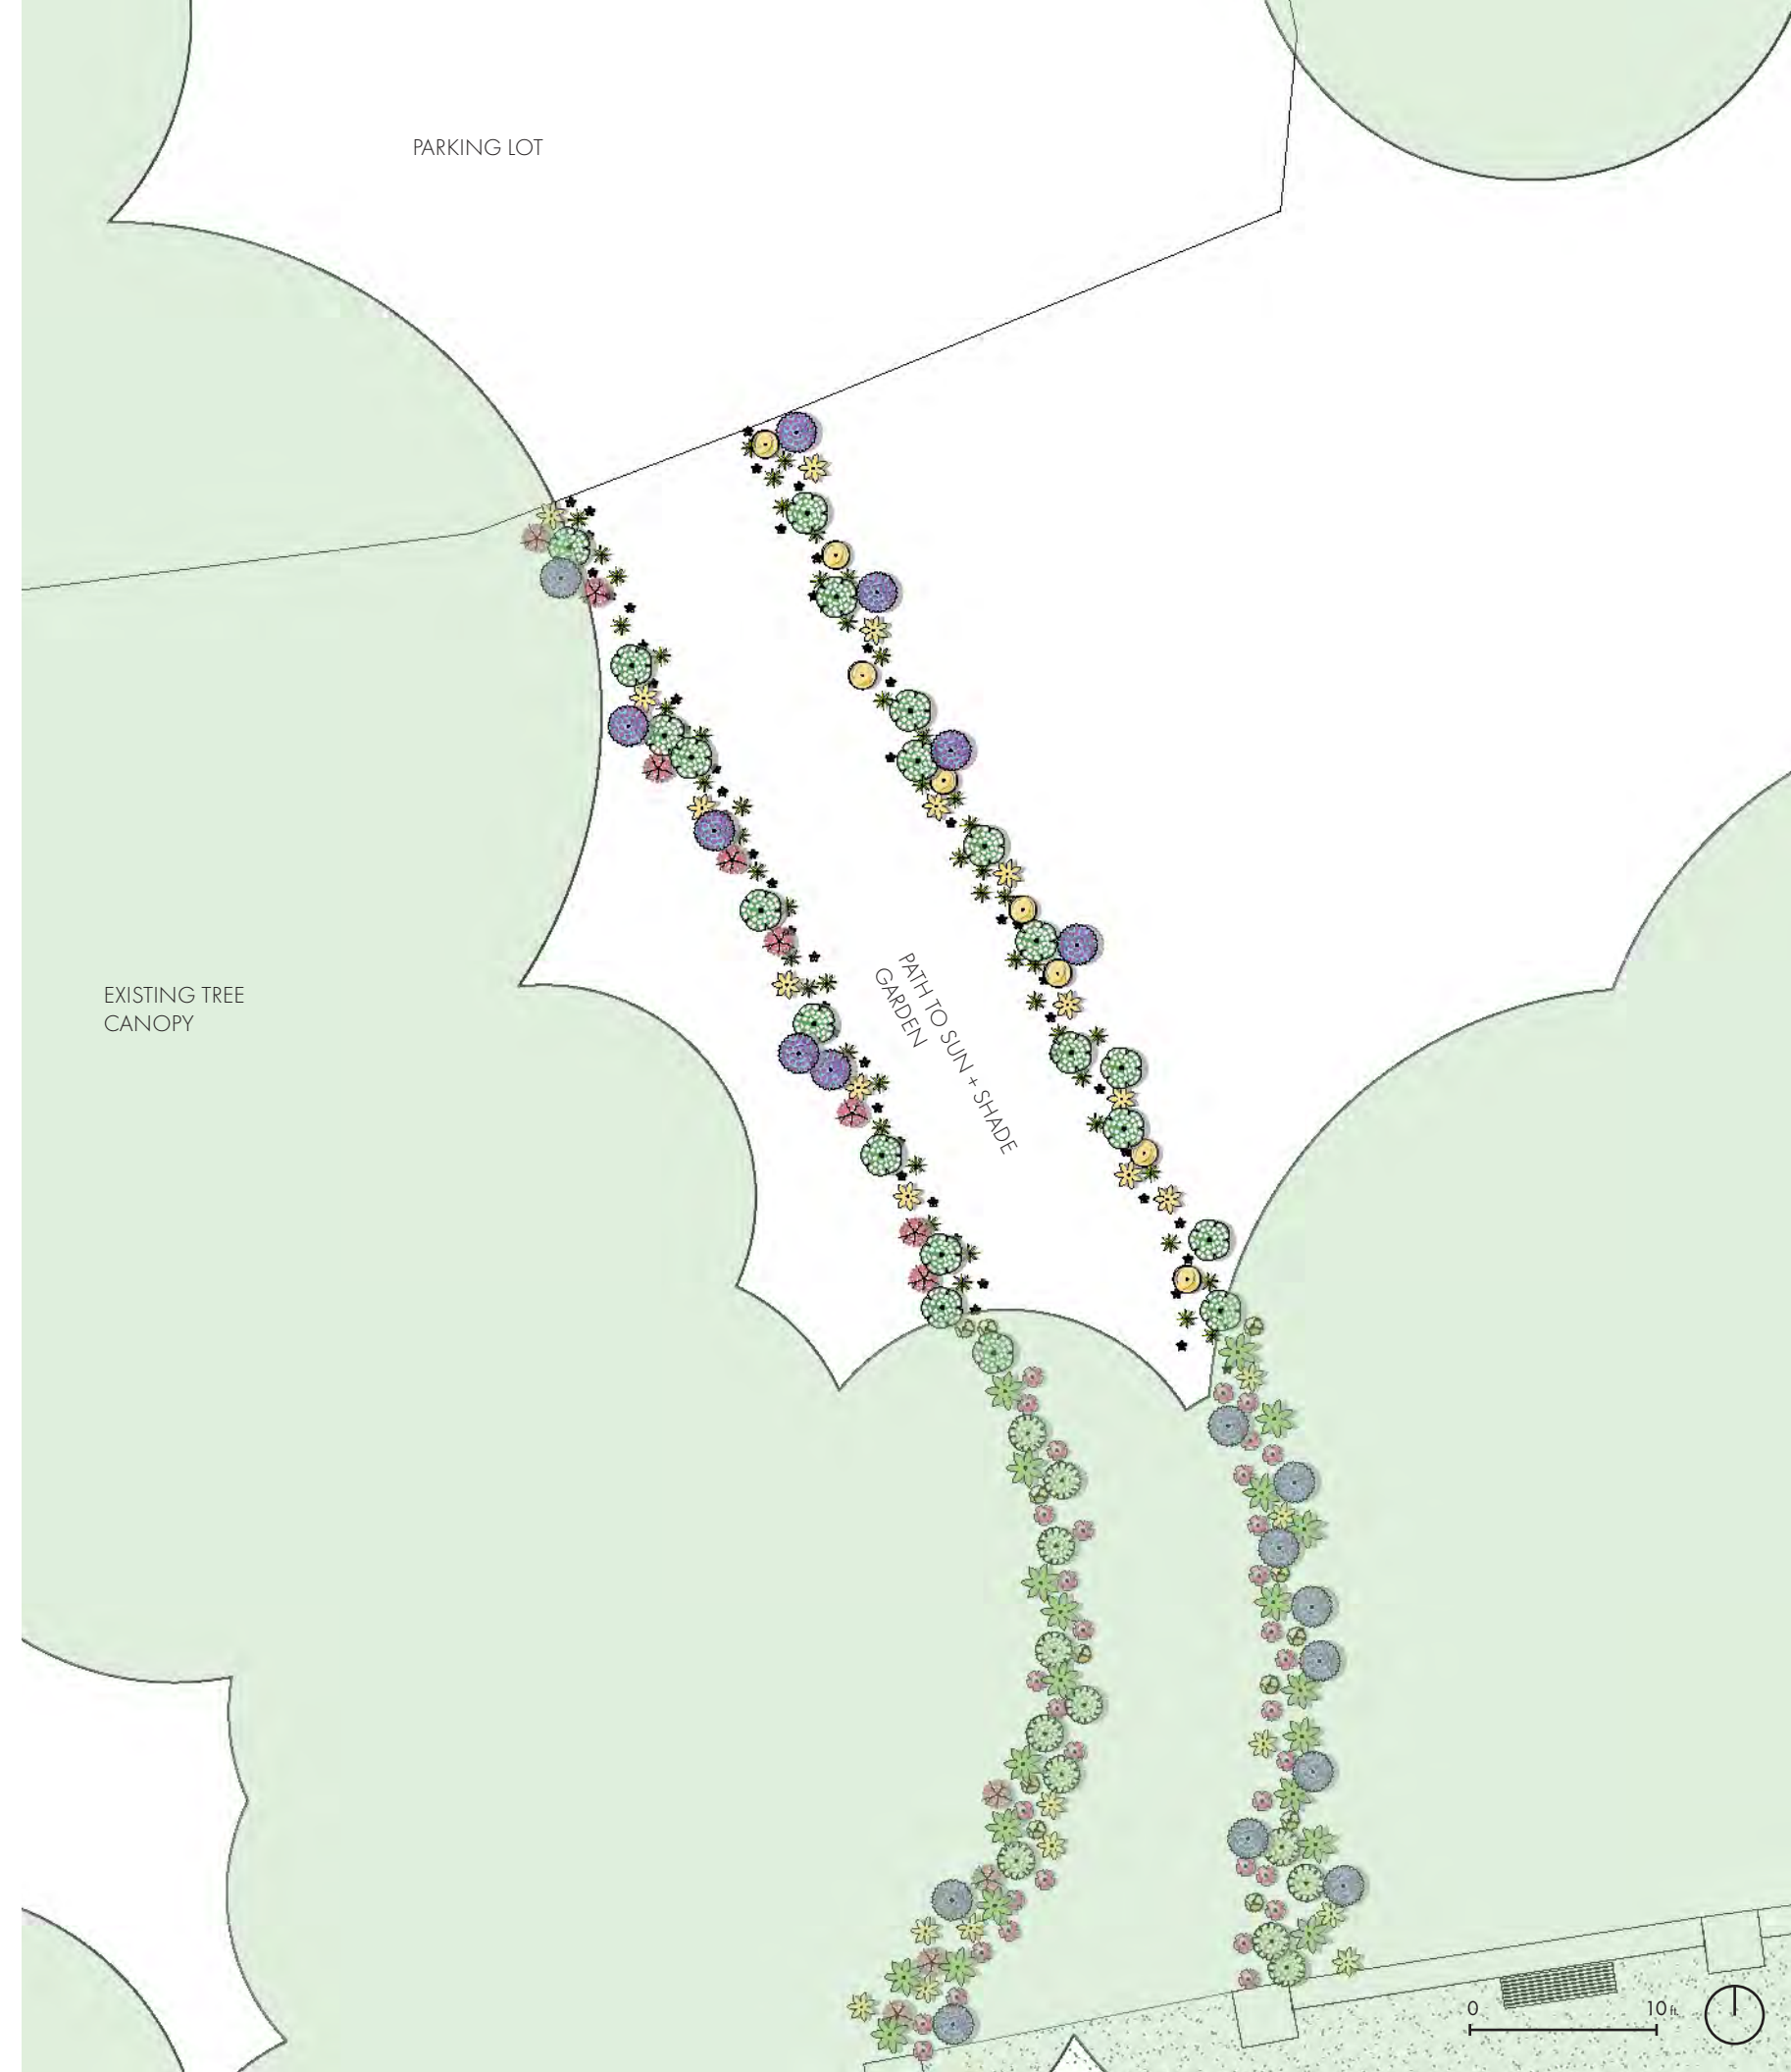 PARKING LOT
EXISTING TREE
CANOPY
PATH TO SUN + SHADE
GARDEN
0
10 ft.